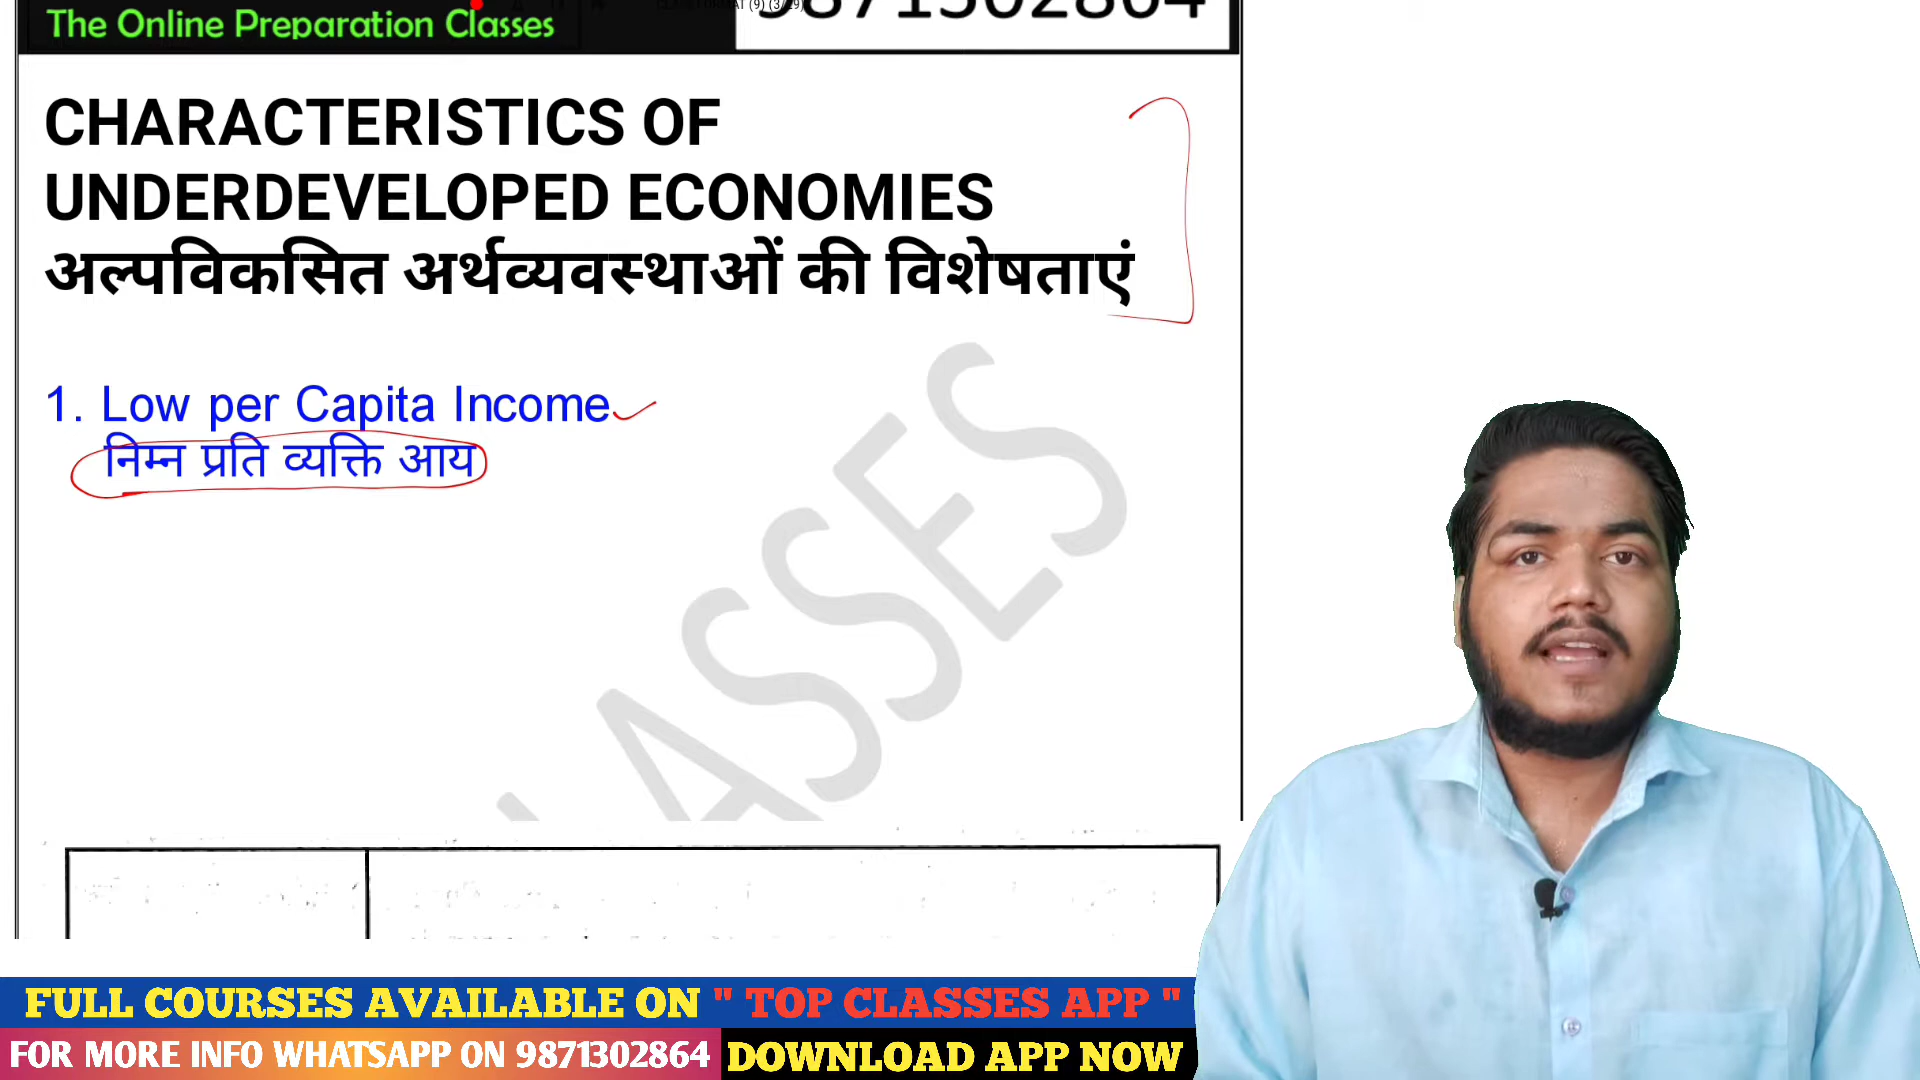 The Online Preparation Classes
9871302864
CHARACTERISTICS OF
UNDERDEVELOPED ECONOMIES
अल्पविकसित अर्थव्यवस्थाओं की विशेषताएं
1. Low per Capita Income
निम्न प्रति व्यक्ति आय
CLASSES
FULL COURSES AVAILABLE ON " TOP CLASSES APP "
FOR MORE INFO WHATSAPP ON 9871302864
DOWNLOAD APP NOW